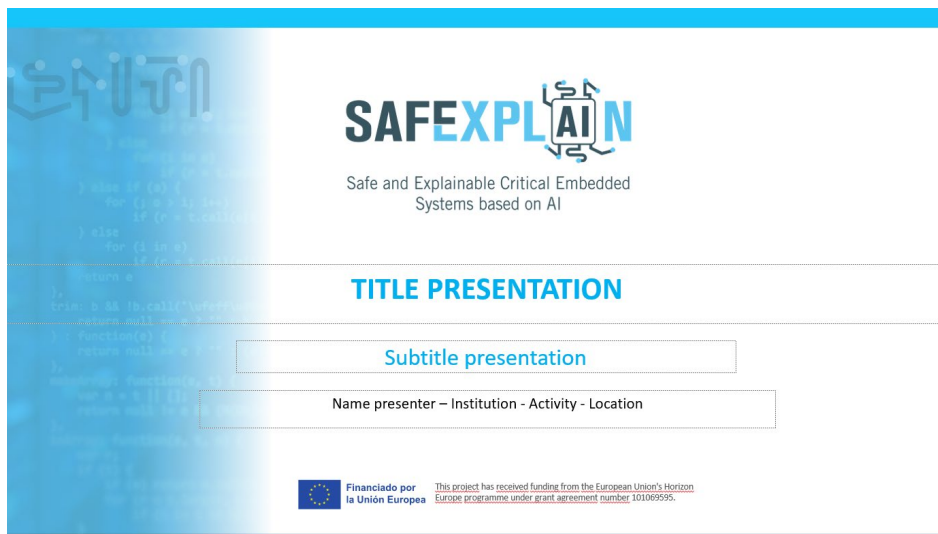 SAFEXPLAIN
Safe and Explainable Critical Embedded
Systems based on AI
TITLE PRESENTATION
Subtitle presentation
Name presenter – Institution - Activity - Location
Financiado por
la Unión Europea
This project has received funding from the European Union's Horizon
Europe programme under grant agreement number 101069595.